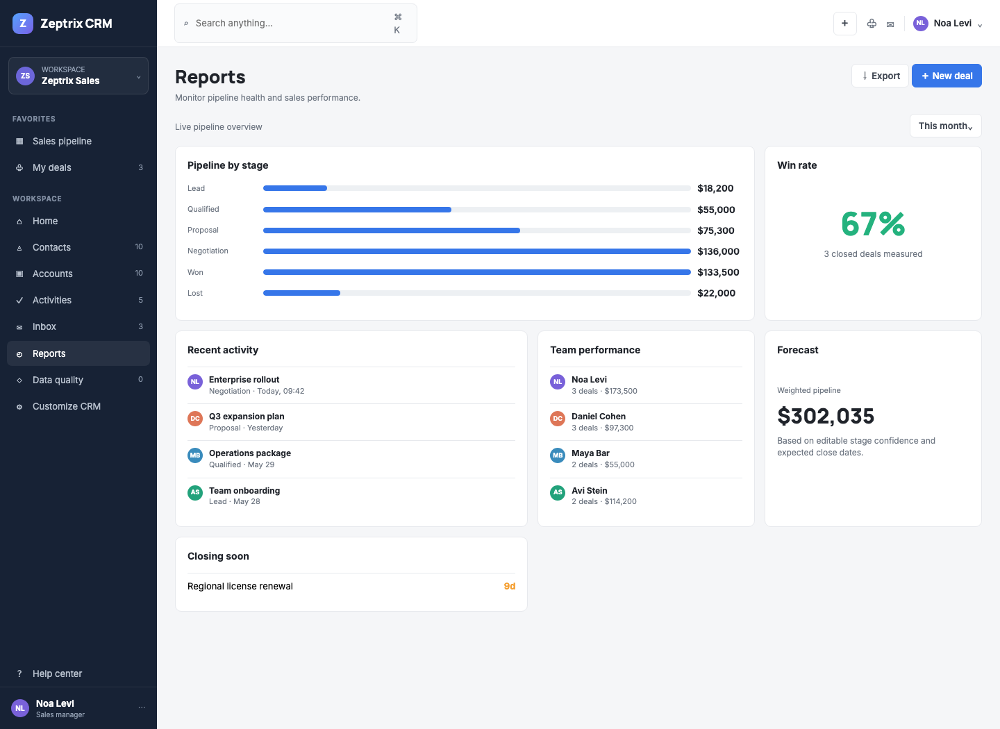 Z Zeptrix CRM
ZS WORKSPACE
Zeptrix Sales
FAVORITES
Sales pipeline
My deals 3
WORKSPACE
Home
Contacts 10
Accounts 10
Activities 5
Inbox 3
Reports
Data quality 0
Customize CRM
? Help center
NL Noa Levi
Sales manager
Search anything... ⌘ K
+ NL Noa Levi
Reports
Monitor pipeline health and sales performance.
Export
+ New deal
Live pipeline overview
This month
Pipeline by stage
Lead $18,200
Qualified $55,000
Proposal $75,300
Negotiation $136,000
Won $133,500
Lost $22,000
Win rate
67%
3 closed deals measured
Recent activity
NL Enterprise rollout
Negotiation · Today, 09:42
DC Q3 expansion plan
Proposal · Yesterday
MB Operations package
Qualified · May 29
AS Team onboarding
Lead · May 28
Team performance
NL Noa Levi
3 deals · $173,500
DC Daniel Cohen
3 deals · $97,300
MB Maya Bar
2 deals · $55,000
AS Avi Stein
2 deals · $114,200
Forecast
Weighted pipeline
$302,035
Based on editable stage confidence and
expected close dates.
Closing soon
Regional license renewal 9d